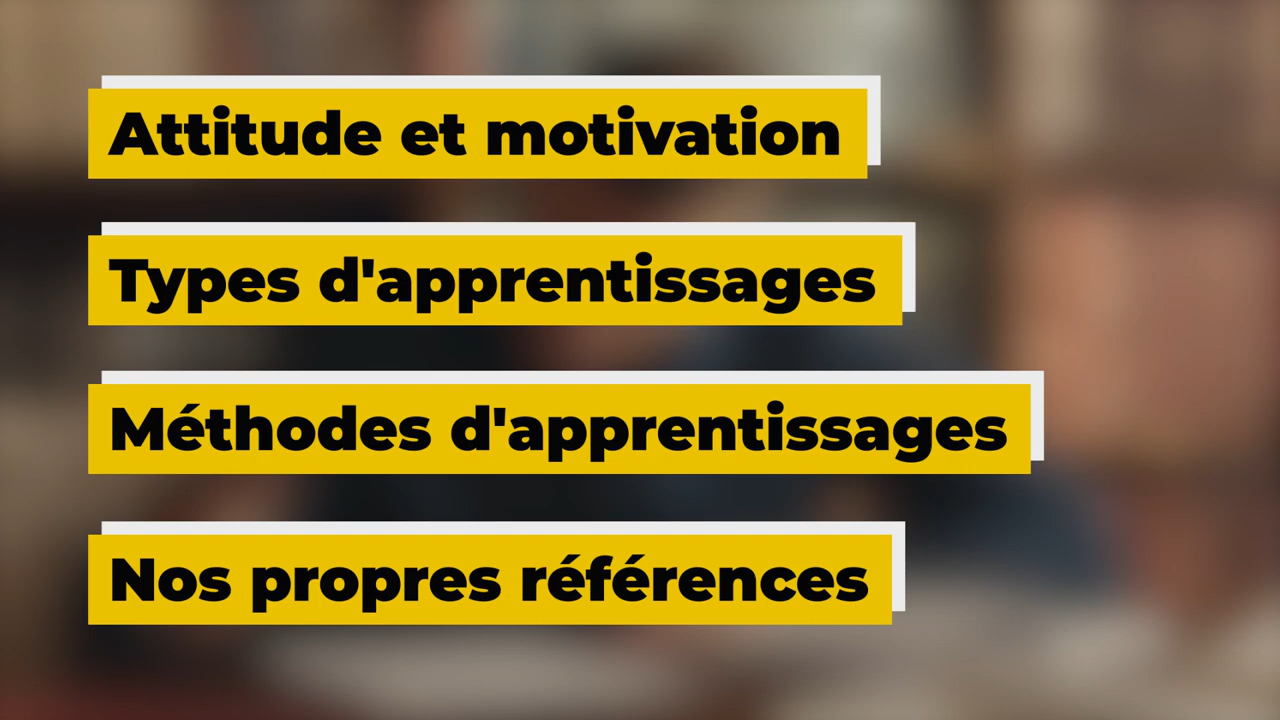 Attitude et motivation
Types d'apprentissages
Méthodes d'apprentissages
Nos propres références